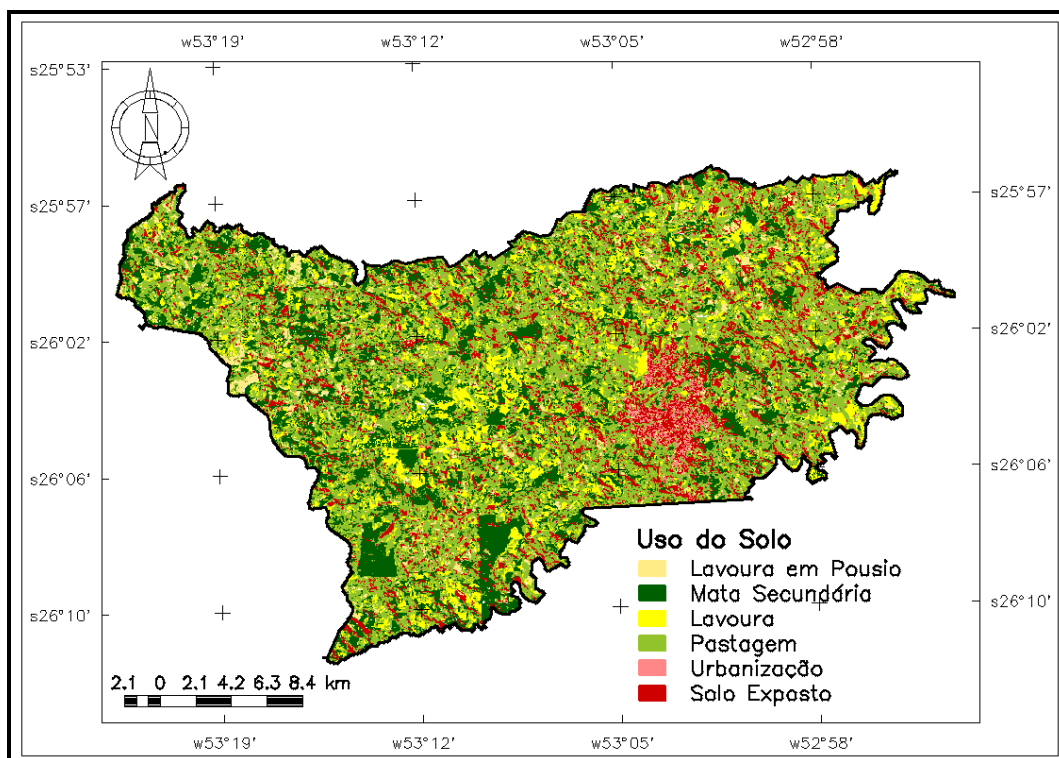 w53°19' w53°12' w53°05' w52°58'
s25°53'
N
s25°57' s25°57'
s26°02' s26°02'
s26°06' s26°06'
Uso do Solo
Lavoura em Pousio
Mata Secundária
s26°10' s26°10'
Lavoura
Pastagem
Urbanização
2.1 0 2.1 4.2 6.3 8.4 km
Solo Exposto
w53°19' w53°12' w53°05' w52°58'